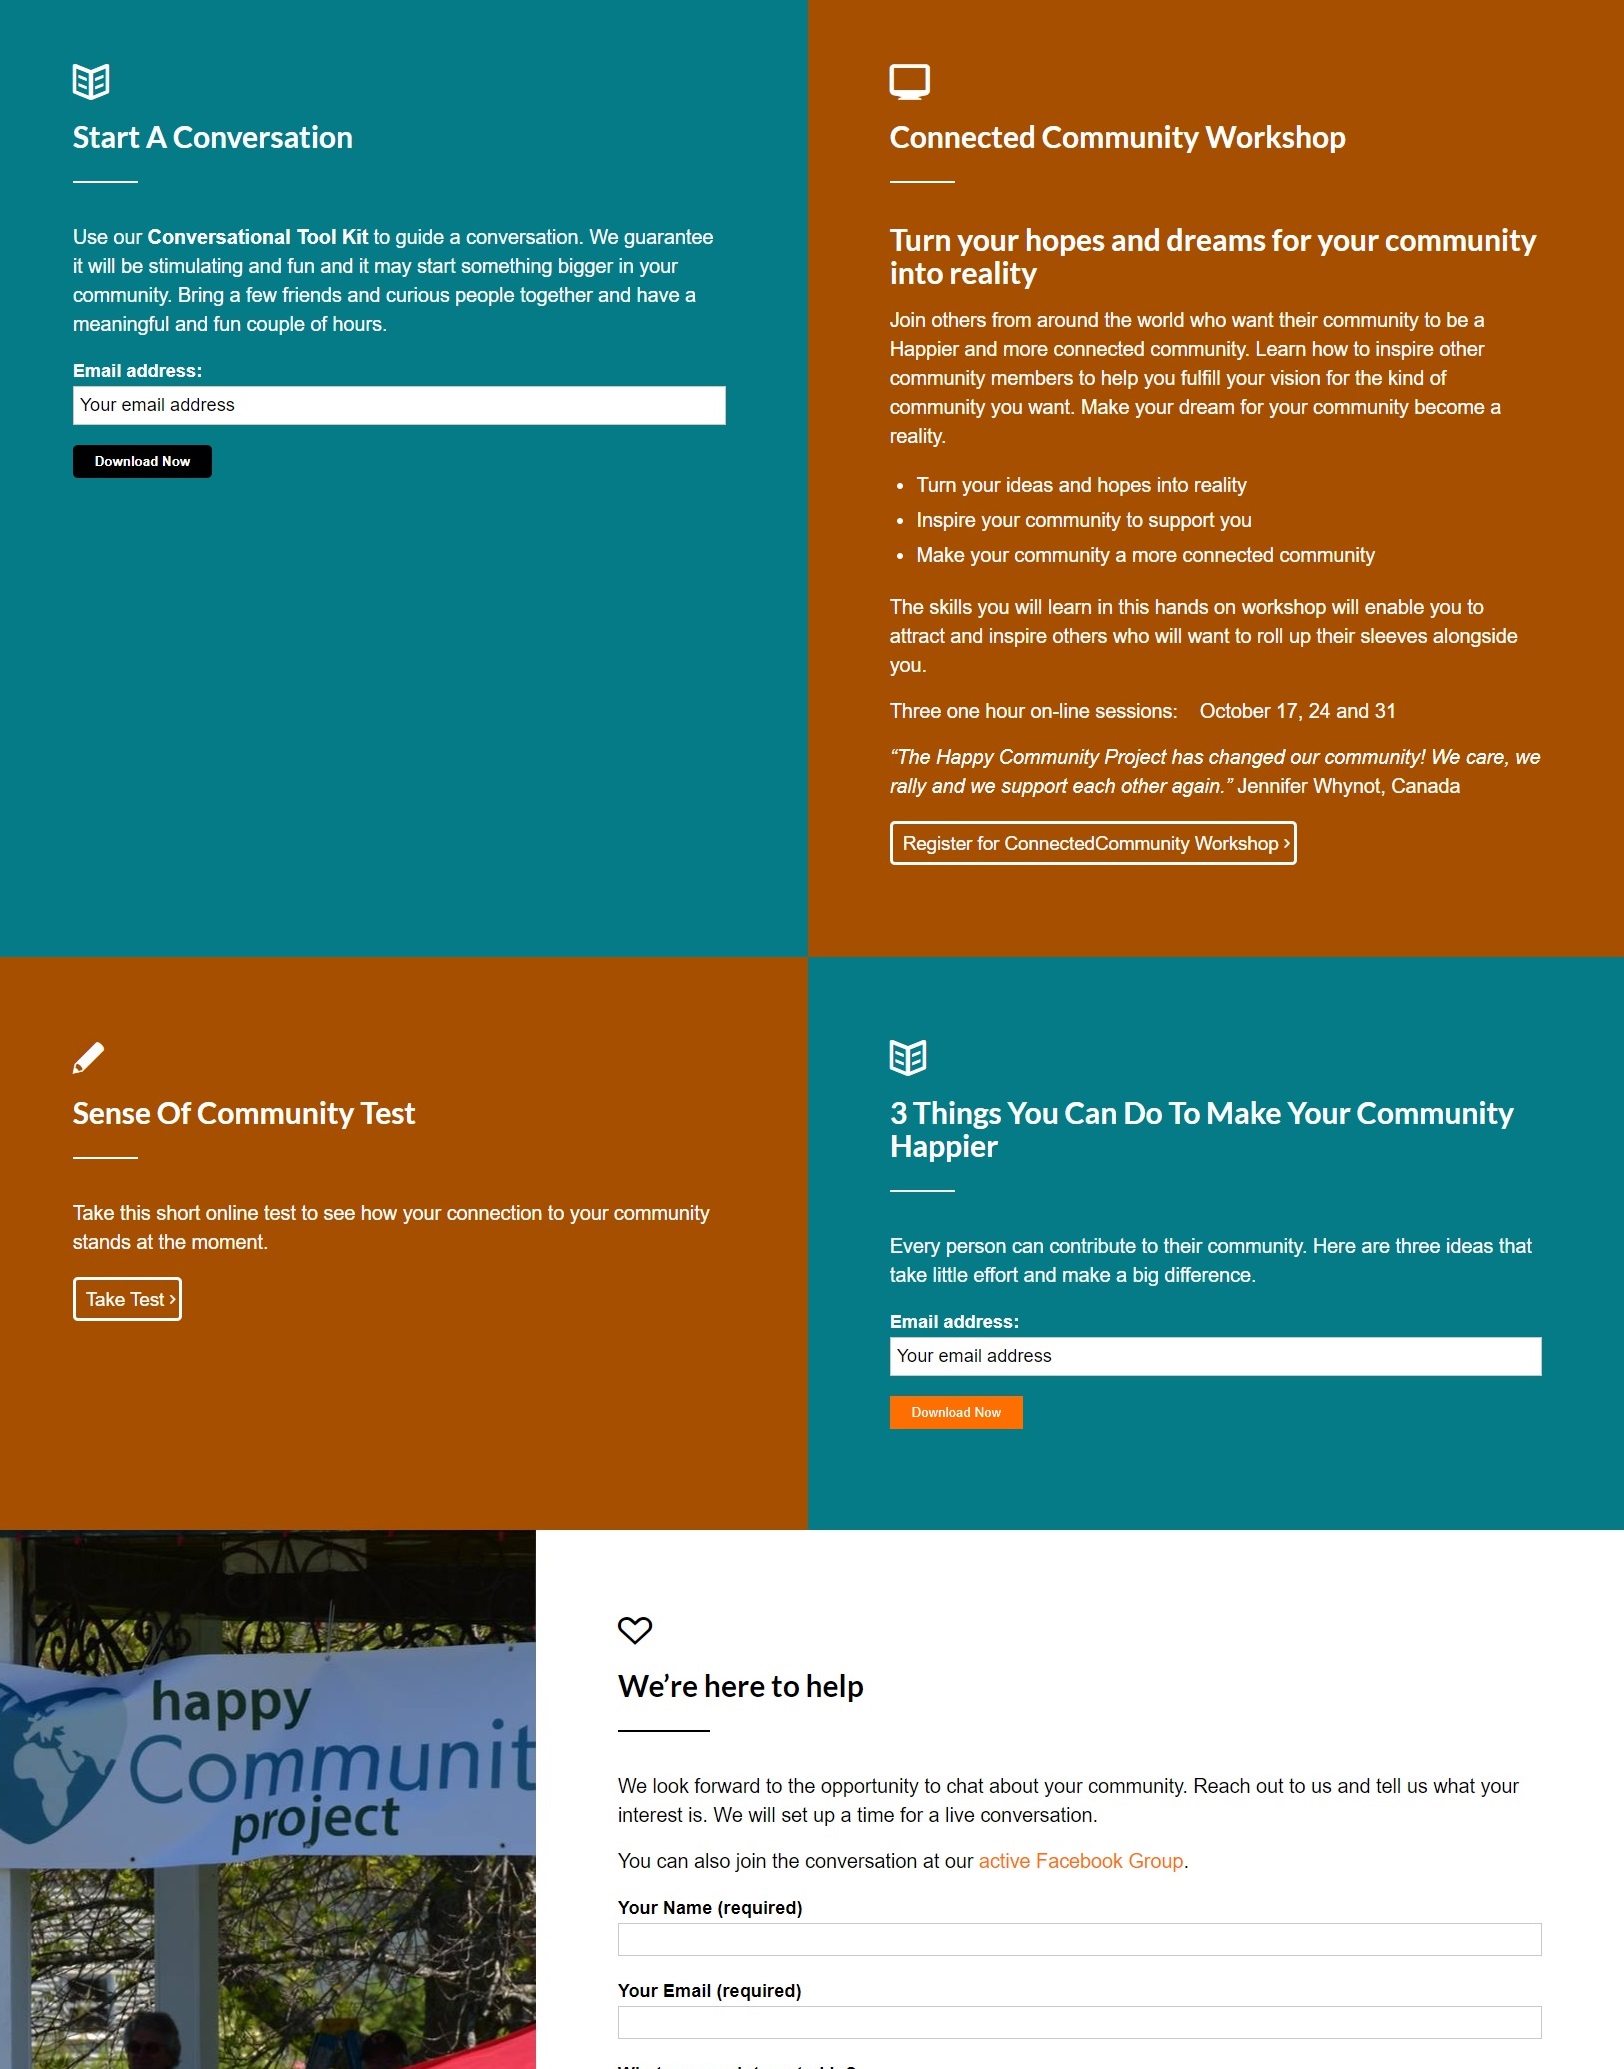 Start A Conversation
Use our Conversational Tool Kit to guide a conversation. We guarantee
it will be stimulating and fun and it may start something bigger in your
community. Bring a few friends and curious people together and have a
meaningful and fun couple of hours.
Email address:
Your email address
Download Now
Connected Community Workshop
Turn your hopes and dreams for your community
into reality
Join others from around the world who want their community to be a
Happier and more connected community. Learn how to inspire other
community members to help you fulfill your vision for the kind of
community you want. Make your dream for your community become a
reality.
• Turn your ideas and hopes into reality
• Inspire your community to support you
• Make your community a more connected community
The skills you will learn in this hands on workshop will enable you to
attract and inspire others who will want to roll up their sleeves alongside
you.
Three one hour on-line sessions: October 17, 24 and 31
“The Happy Community Project has changed our community! We care, we
rally and we support each other again.” Jennifer Whynot, Canada
Register for ConnectedCommunity Workshop ›
Sense Of Community Test
Take this short online test to see how your connection to your community
stands at the moment.
Take Test ›
3 Things You Can Do To Make Your Community
Happier
Every person can contribute to their community. Here are three ideas that
take little effort and make a big difference.
Email address:
Your email address
Download Now
happy
Communit
project
We’re here to help
We look forward to the opportunity to chat about your community. Reach out to us and tell us what your
interest is. We will set up a time for a live conversation.
You can also join the conversation at our active Facebook Group.
Your Name (required)
Your Email (required)